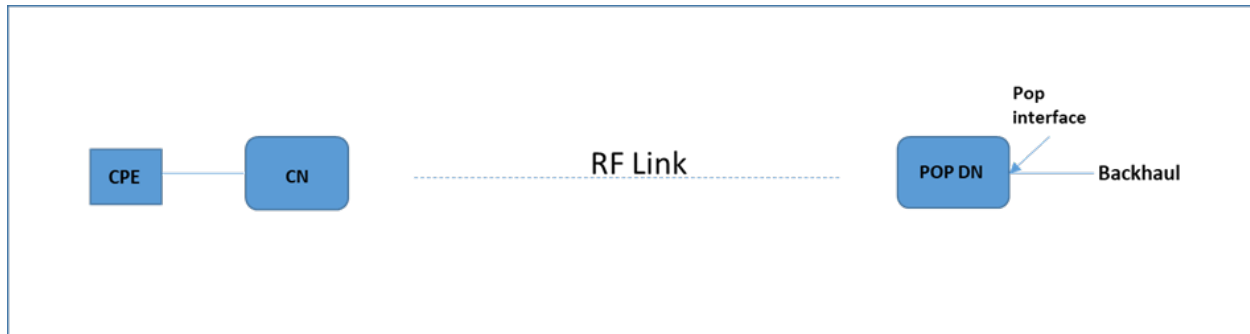 Pop
interface
CPE
CN
RF Link
POP DN
Backhaul